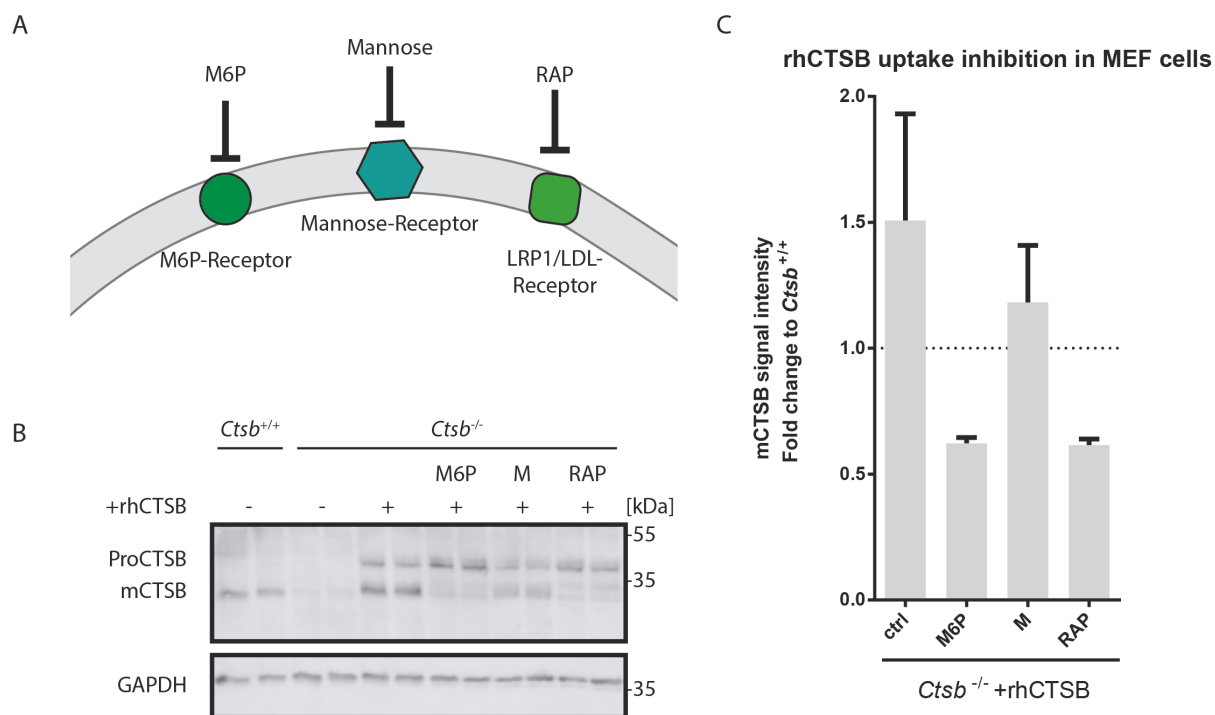 A
Mannose
M6P
RAP
Mannose-Receptor
M6P-Receptor
LRP1/LDL-
Receptor
B
Ctsb+/+
Ctsb-/-
M6P M RAP
+rhCTSB - - + + + + [kDa]
-55
ProCTSB
-35
mCTSB
GAPDH
-35
C
rhCTSB uptake inhibition in MEF cells
mCTSB signal intensity
Fold change to Ctsb+/+
2.0
1.5
1.0
0.5
0.0
ctrl
M6P
M
RAP
Ctsb -/- +rhCTSB